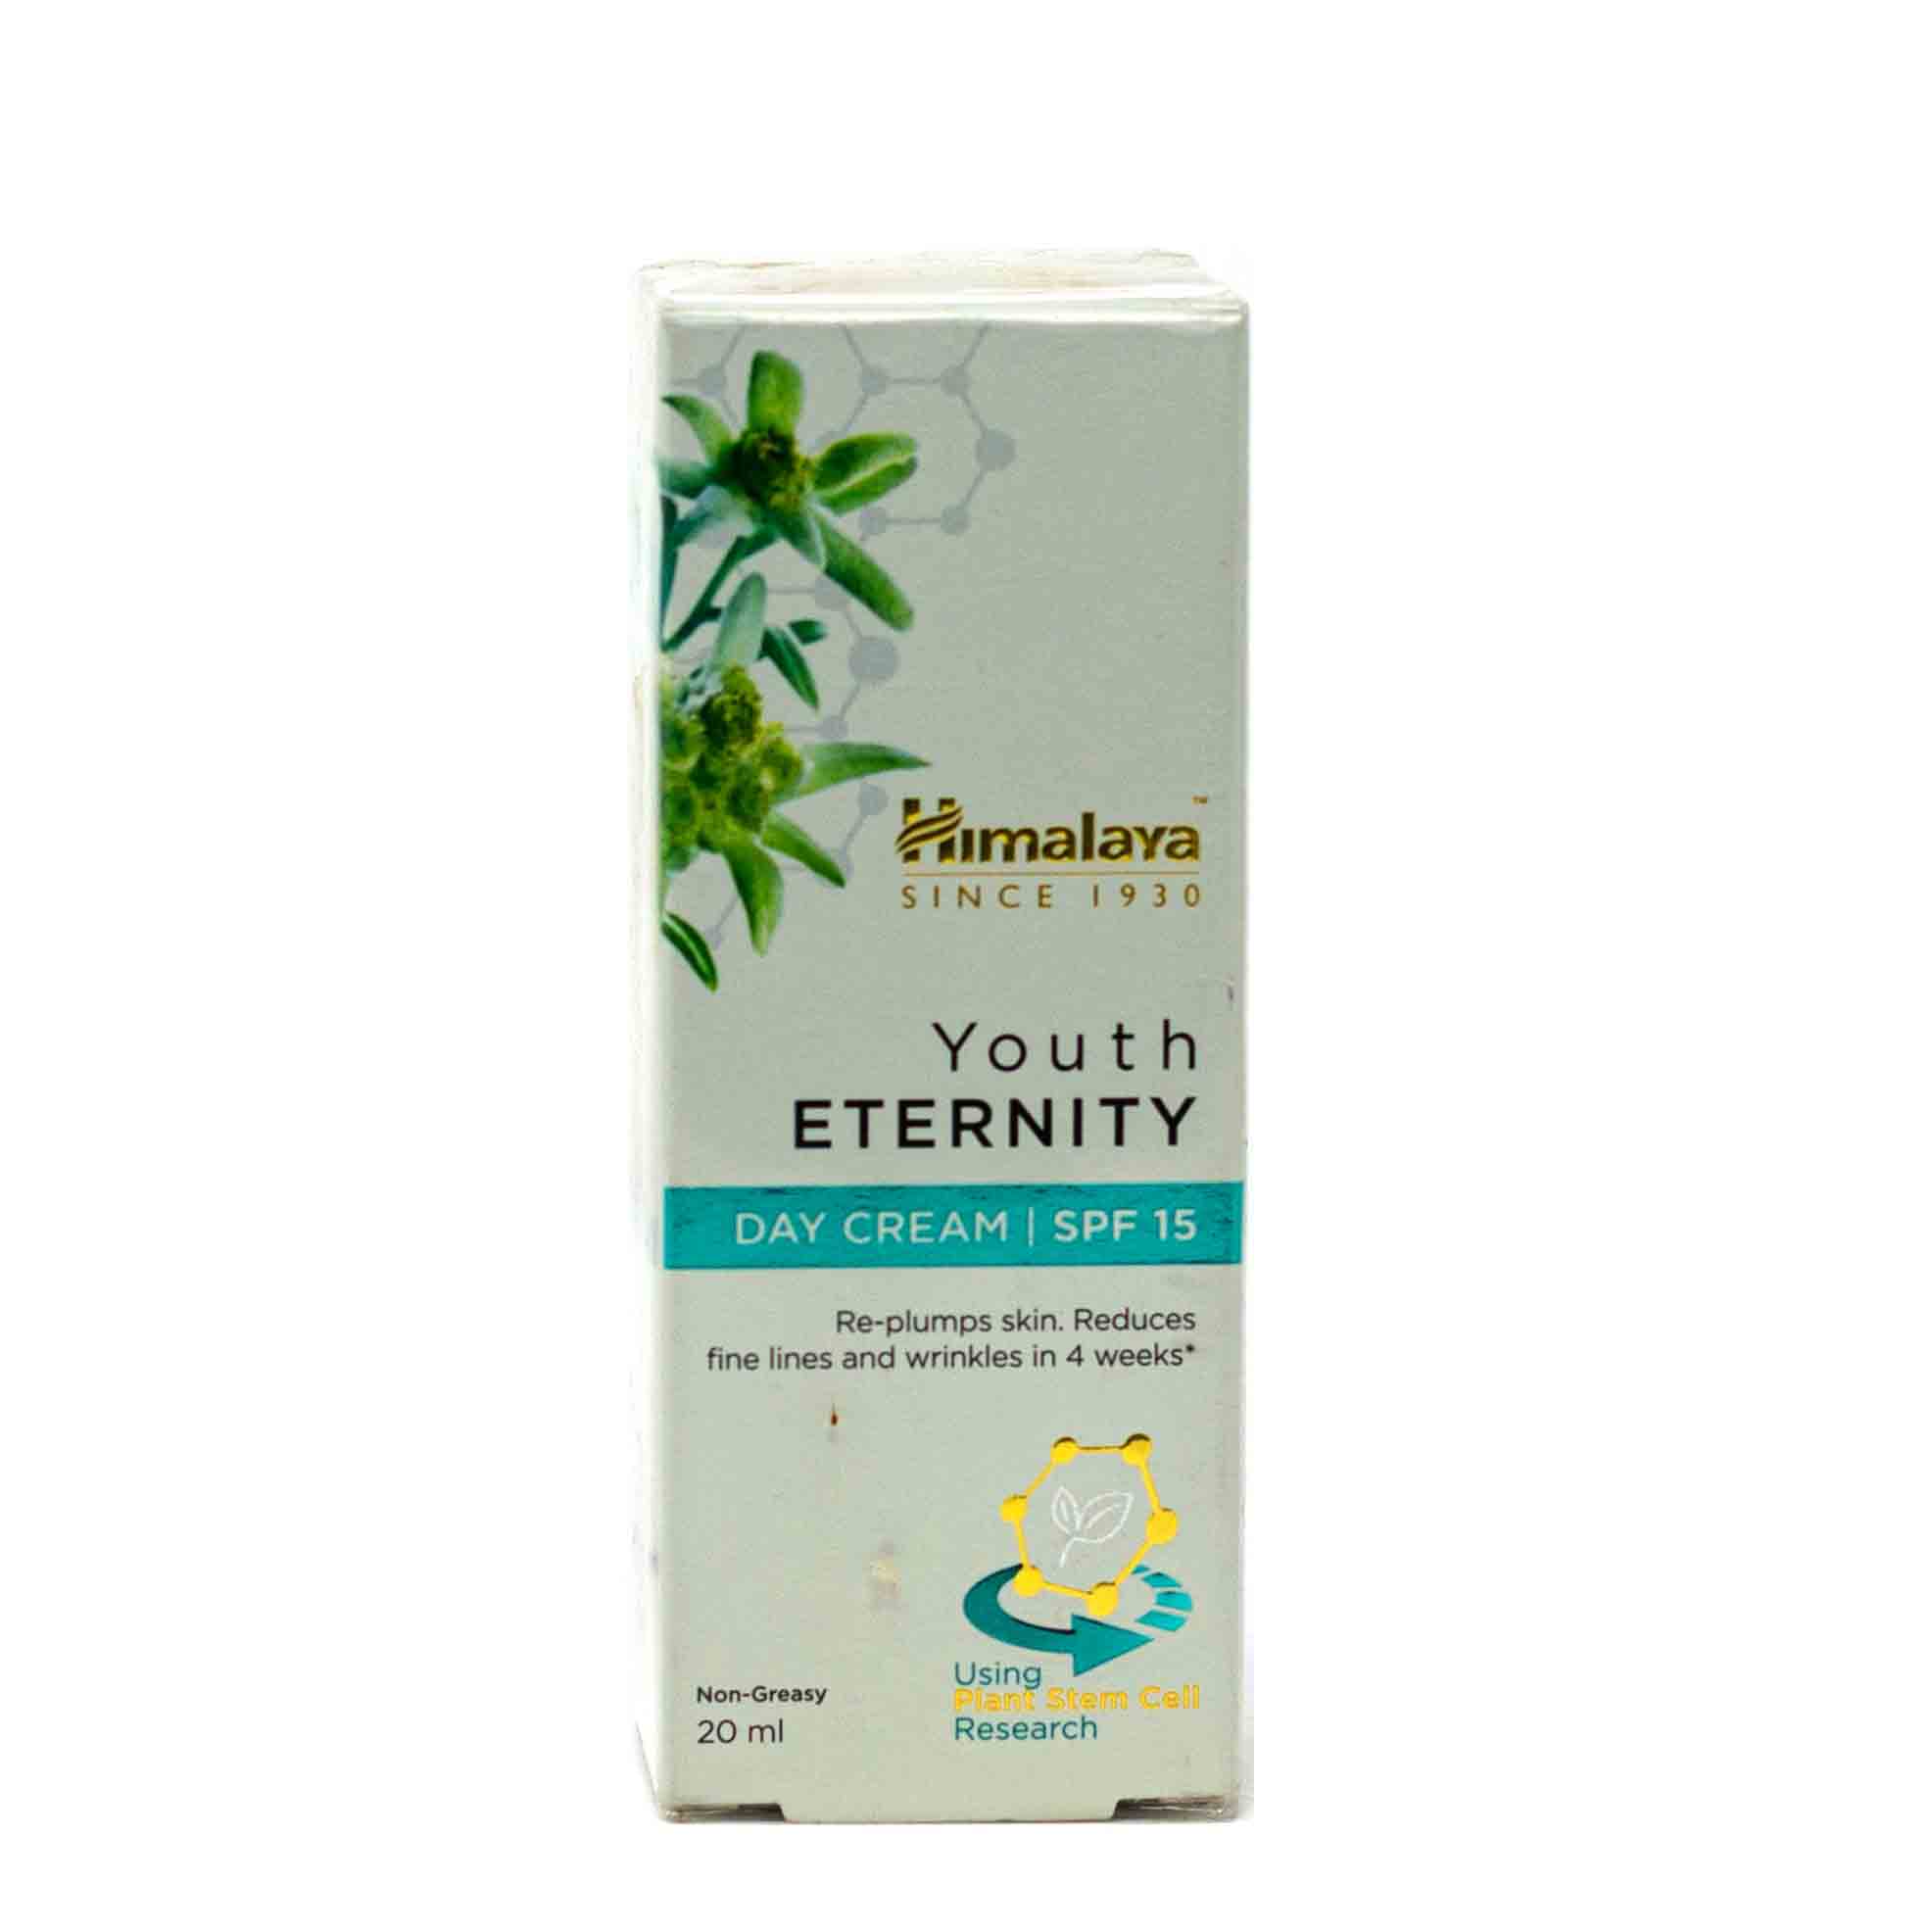 Himalaya™
SINCE 1930
Youth
ETERNITY
DAY CREAM | SPF 15
Re-plumps skin. Reduces
fine lines and wrinkles in 4 weeks*
Using
Plant Stem Cell
Research
Non-Greasy
20 ml